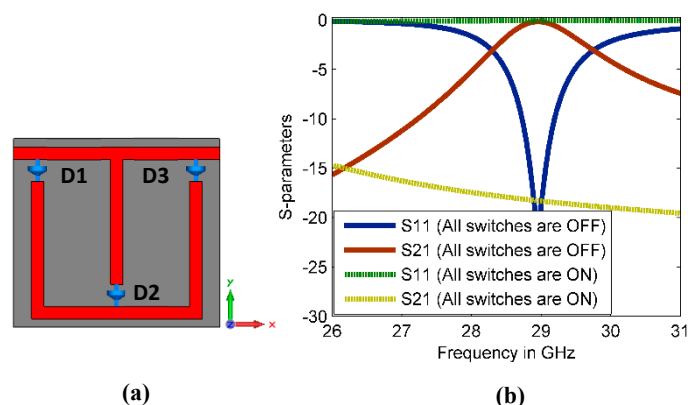 D1
D3
D2
y
z
x
(a)
S-parameters
0
-5
-10
-15
-20
-25
-30
S11 (All switches are OFF)
S21 (All switches are OFF)
S11 (All switches are ON)
S21 (All switches are ON)
26 27 28 29 30 31
Frequency in GHz
(b)